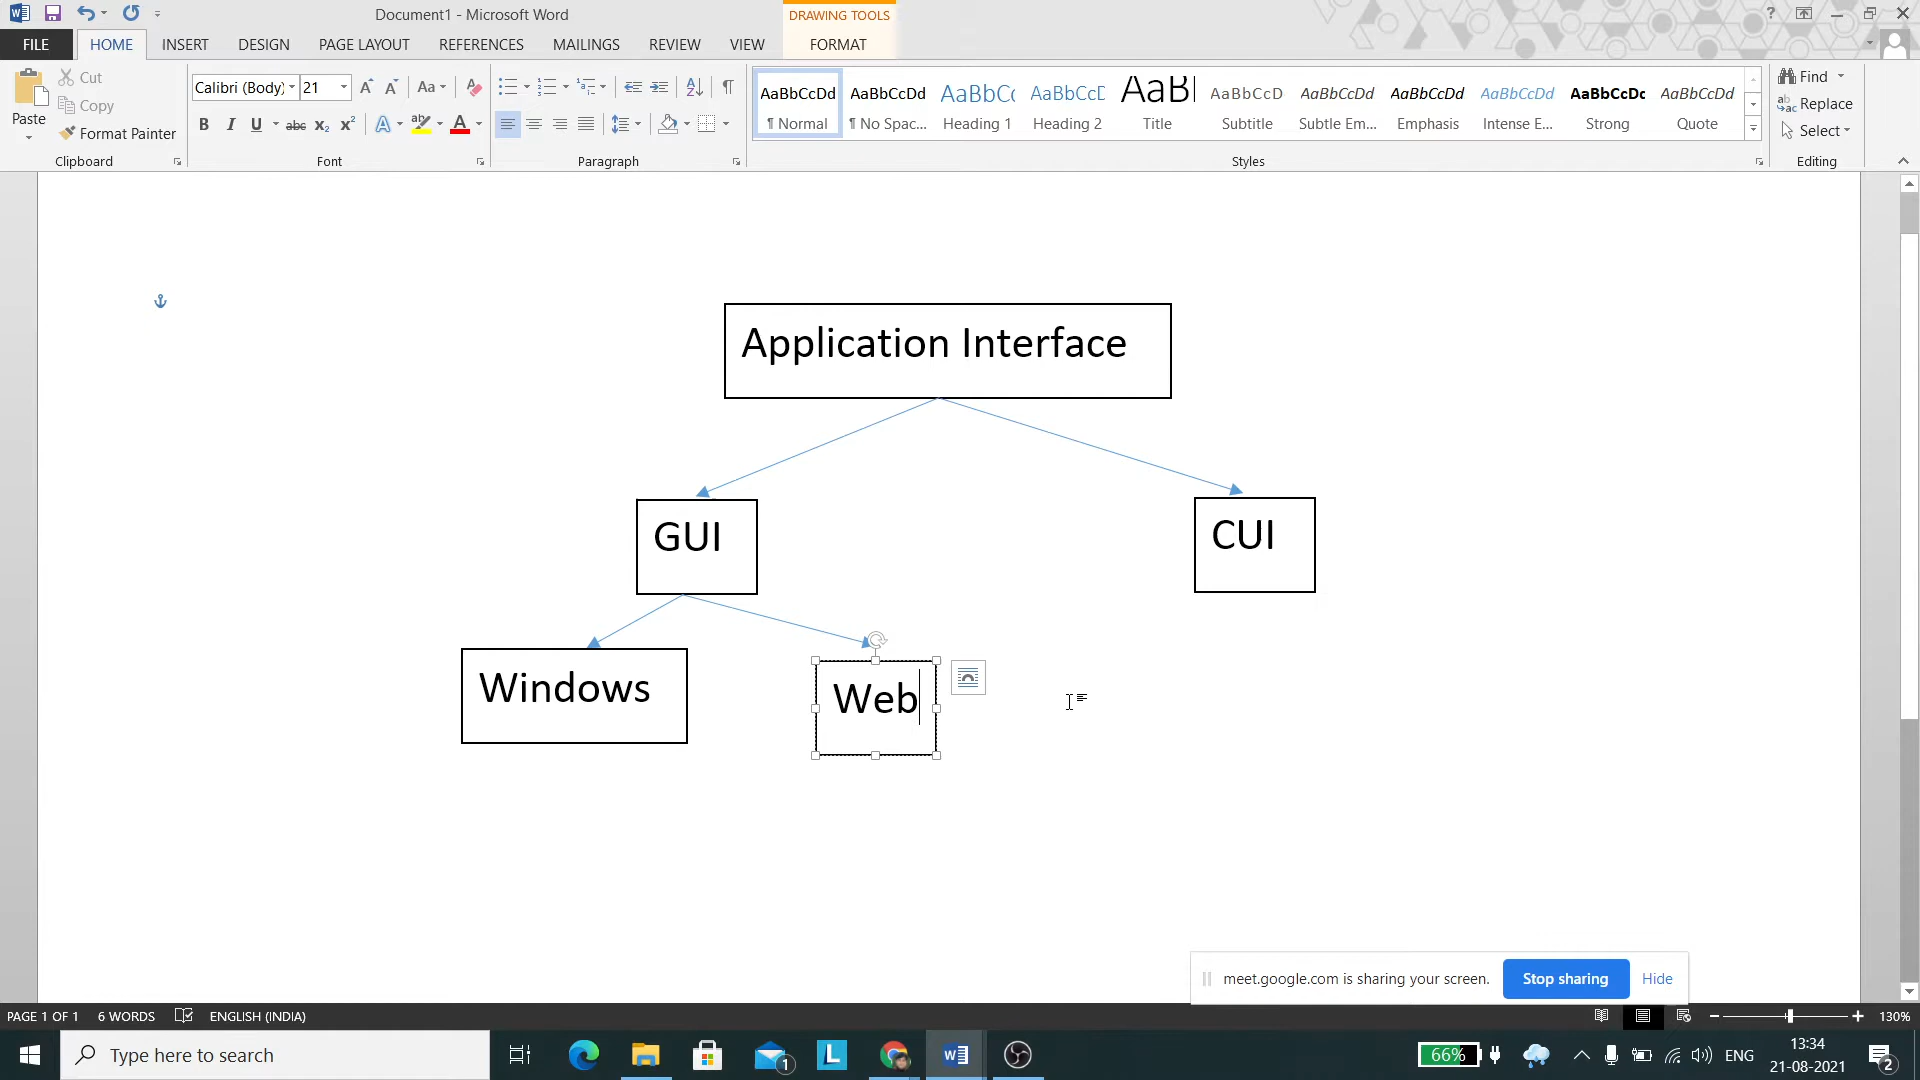 Document1 - Microsoft Word
DRAWING TOOLS
FILE
HOME
INSERT
DESIGN
PAGE LAYOUT
REFERENCES
MAILINGS
REVIEW
VIEW
FORMAT
Paste
Cut
Copy
Format Painter
Clipboard
Calibri (Body)
21
Font
Paragraph
AaBbCcDd
¶ Normal
AaBbCcDd
¶ No Spac...
AaBbCc
Heading 1
AaBbCcD
Heading 2
AaBl
Title
AaBbCcD
Subtitle
AaBbCcDd
Subtle Em...
AaBbCcDd
Emphasis
AaBbCcDd
Intense E...
AaBbCcDc
Strong
AaBbCcDd
Quote
Styles
Find
Replace
Select
Editing
Application Interface
GUI
CUI
Windows
Web
meet.google.com is sharing your screen.
Stop sharing
Hide
PAGE 1 OF 1
6 WORDS
ENGLISH (INDIA)
130%
Type here to search
1
66%
ENG
13:34
21-08-2021
2